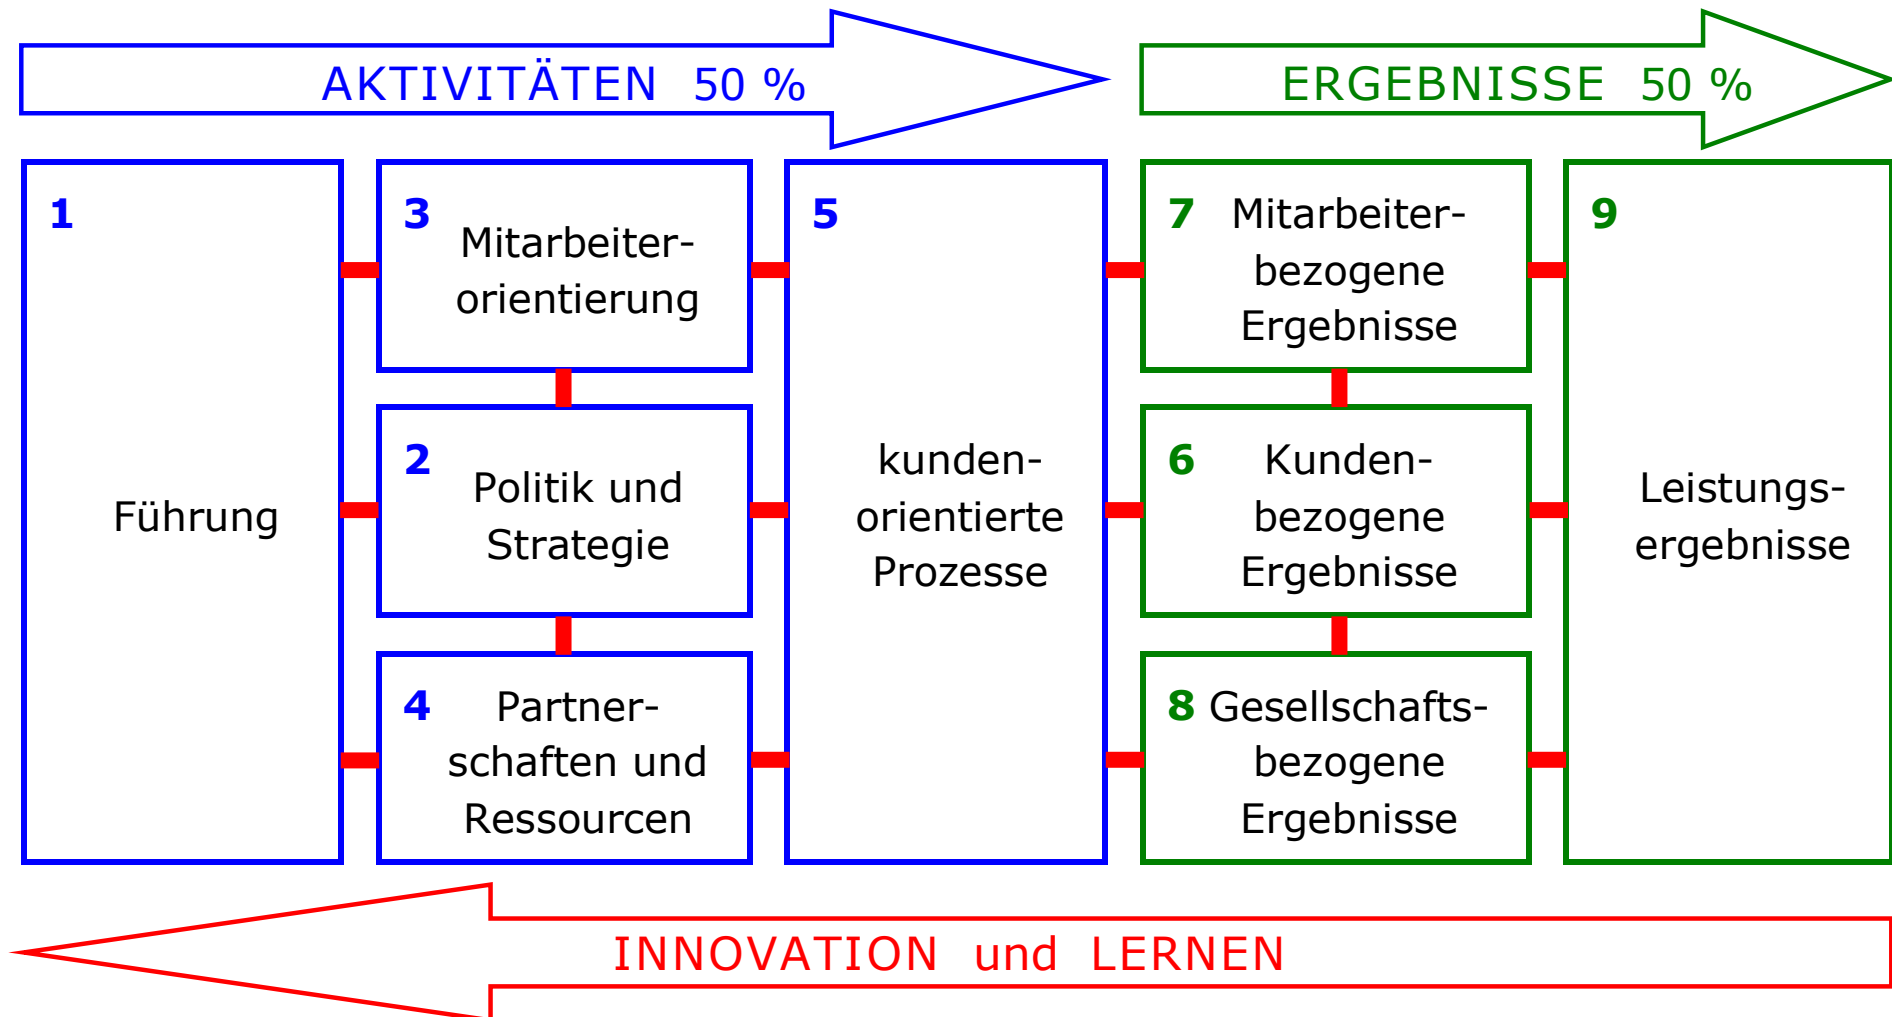 AKTIVITÄTEN 50 %
ERGEBNISSE 50 %
1
Führung
3
Mitarbeiter-
orientierung
2
Politik und
Strategie
4
Partner-
schaften und
Ressourcen
5
kunden-
orientierte
Prozesse
7 Mitarbeiter-
bezogene
Ergebnisse
6 Kunden-
bezogene
Ergebnisse
8 Gesellschafts-
bezogene
Ergebnisse
9
Leistungs-
ergebnisse
INNOVATION und LERNEN